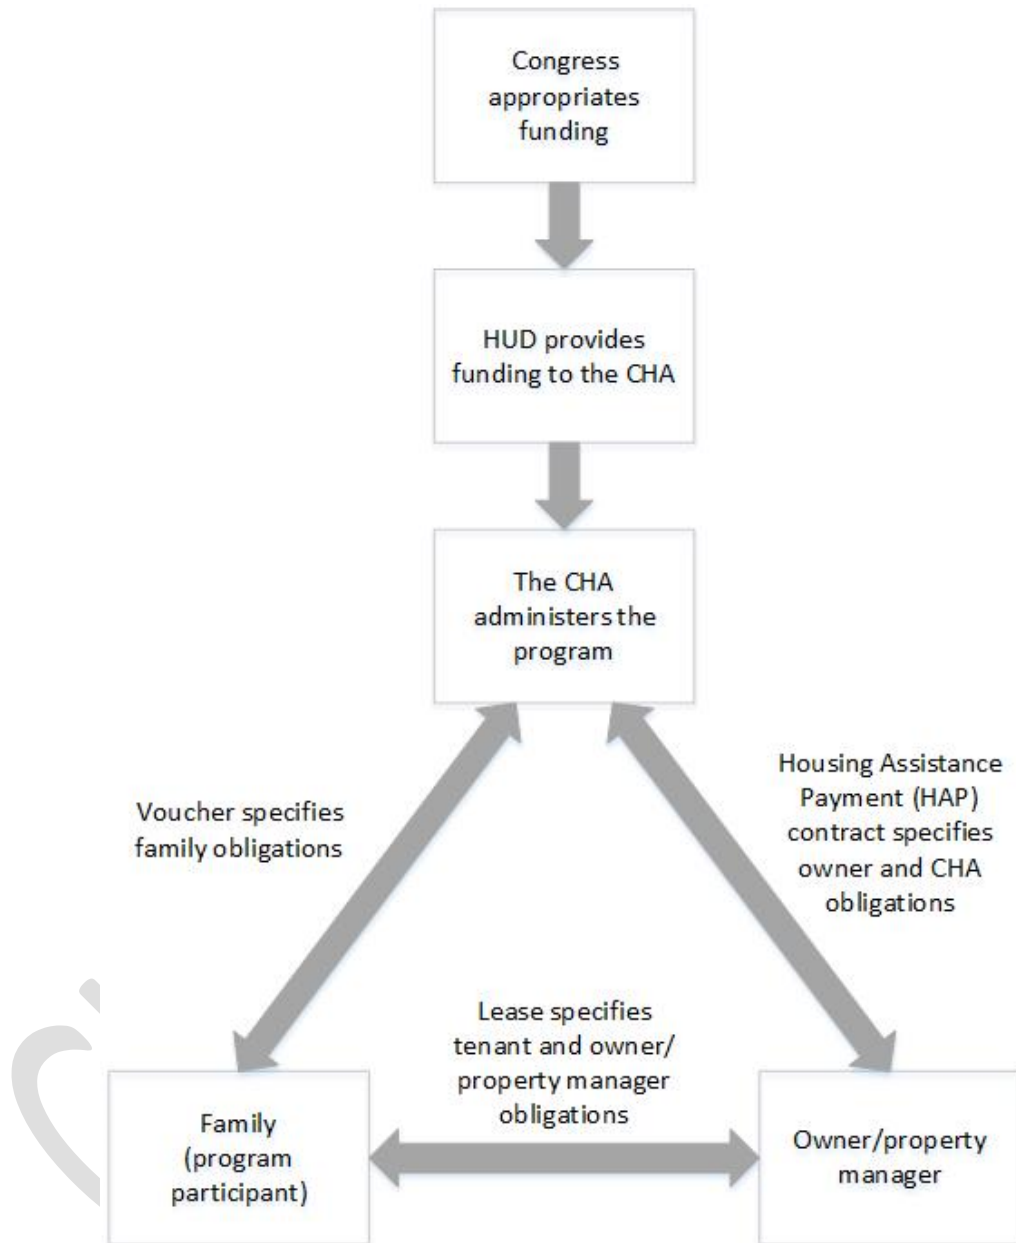 Congress
appropriates
funding
HUD provides
funding to the CHA
The CHA
administers the
program
Voucher specifies
family obligations
Housing Assistance
Payment (HAP)
contract specifies
owner and CHA
obligations
Lease specifies
tenant and owner/
property manager
obligations
Family
(program
participant)
Owner/property
manager